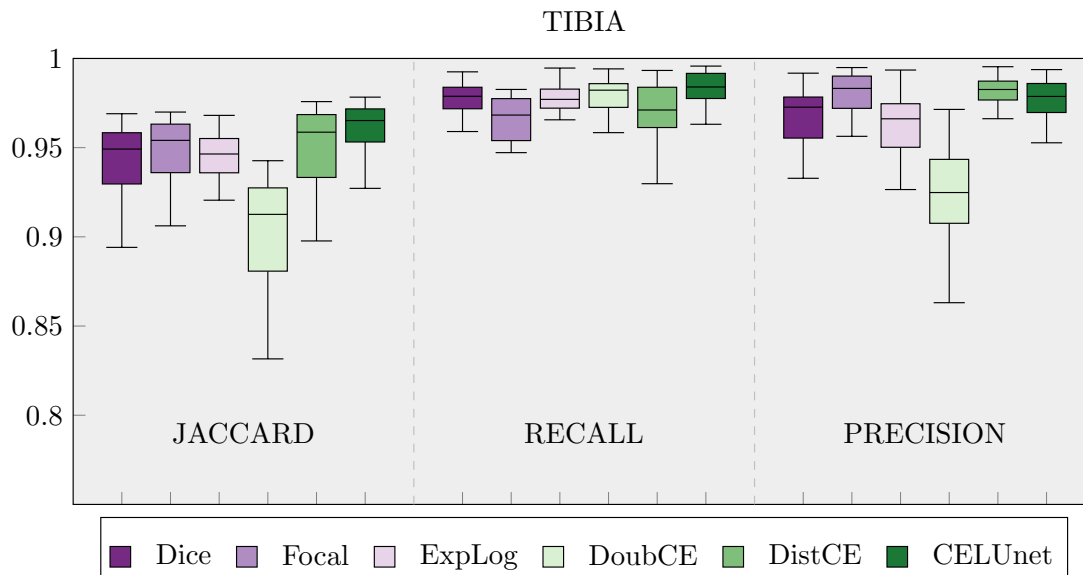 TIBIA
1
0.95
0.9
0.85
0.8
JACCARD RECALL PRECISION
Dice Focal ExpLog DoubCE DistCE CELUnet